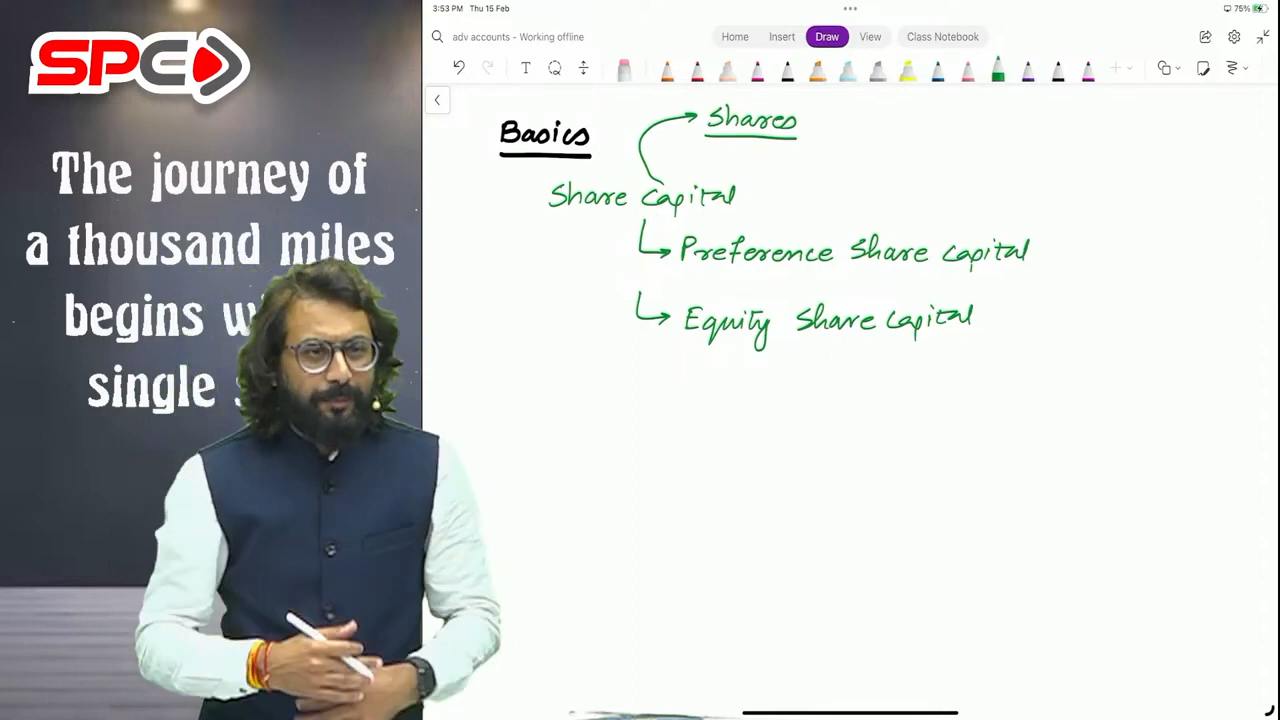 SPED
The journey of
a thousand miles
begins w
single s
3:53 PM Thu 15 Feb
75%
adv accounts - Working offline
Home Insert Draw View Class Notebook
T
Basics
Shares
Share Capital
Preference Share capital
Equity Share capital